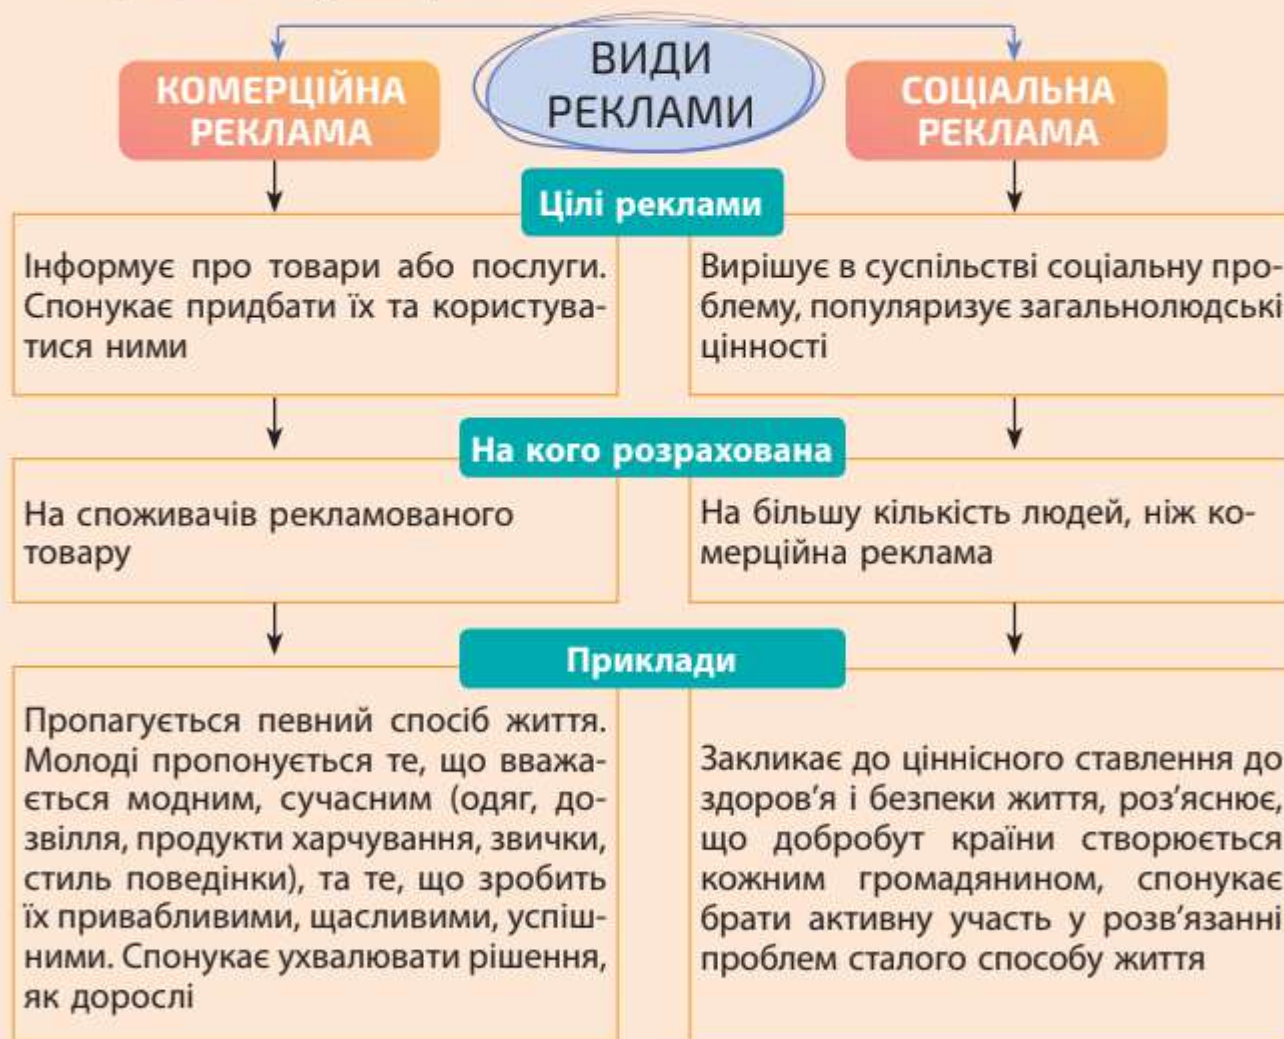 ВИДИ
РЕКЛАМИ
КОМЕРЦІЙНА
РЕКЛАМА
СОЦІАЛЬНА
РЕКЛАМА
Цілі реклами
Інформує про товари або послуги.
Спонукає придбати їх та користува-
тися ними
Вирішує в суспільстві соціальну про-
блему, популяризує загальнолюдські
цінності
На кого розрахована
На споживачів рекламованого
товару
На більшу кількість людей, ніж ко-
мерційна реклама
Приклади
Пропагується певний спосіб життя.
Молоді пропонується те, що вважа-
ється модним, сучасним (одяг, до-
звілля, продукти харчування, звички,
стиль поведінки), та те, що зробить
їх привабливими, щасливими, успіш-
ними. Спонукає ухвалювати рішення,
як дорослі
Закликає до ціннісного ставлення до
здоров'я і безпеки життя, роз'яснює,
що добробут країни створюється
кожним громадянином, спонукає
брати активну участь у розв'язанні
проблем сталого способу життя